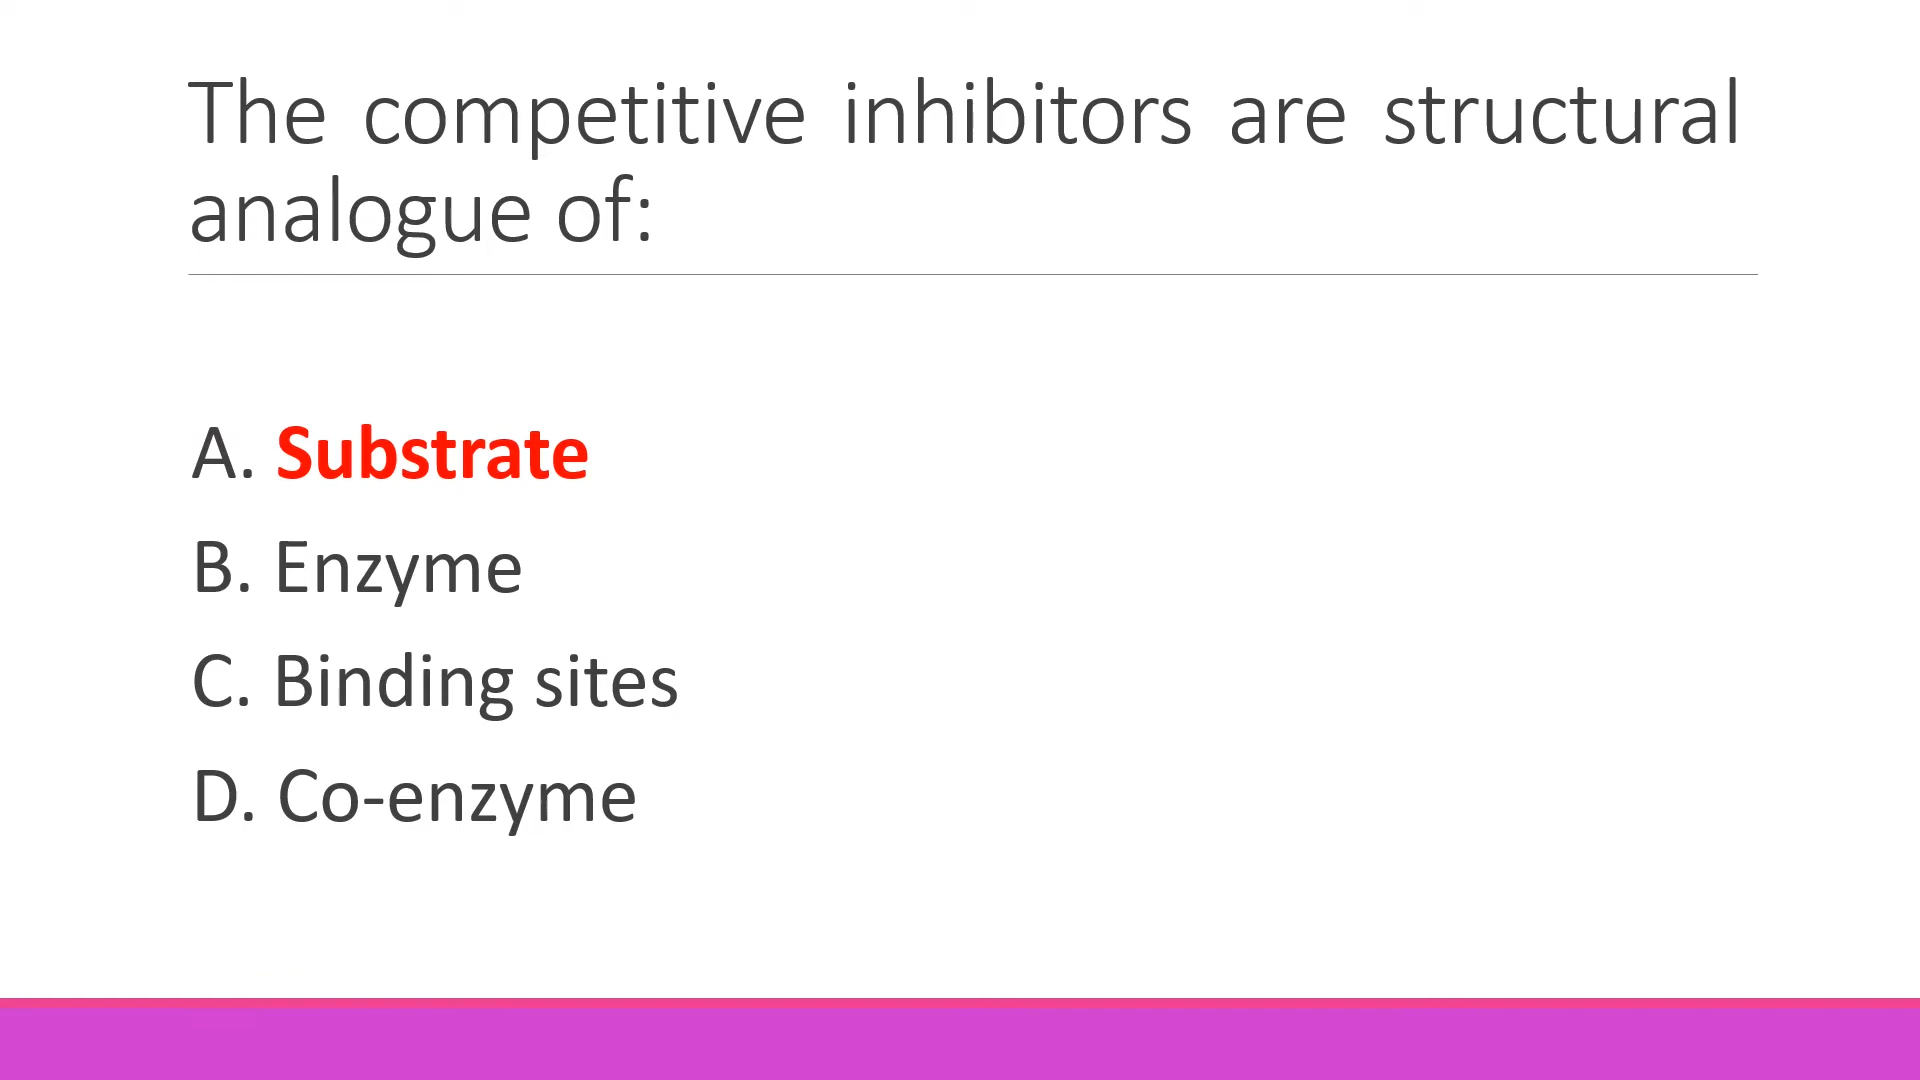 The competitive inhibitors are structural
analogue of:
A. Substrate
B. Enzyme
C. Binding sites
D. Co-enzyme